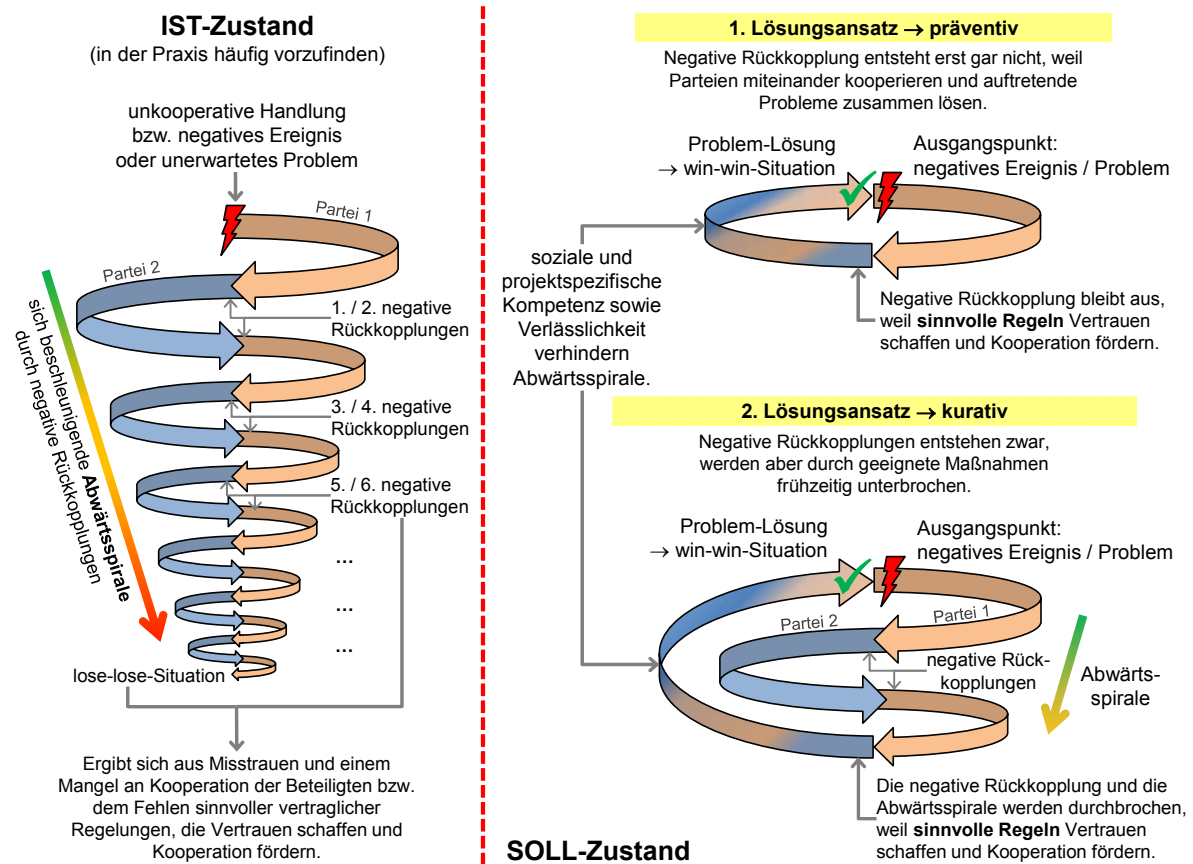 IST-Zustand
(in der Praxis häufig vorzufinden)
unkooperative Handlung
bzw. negatives Ereignis
oder unerwartetes Problem
Partei 1
Partei 2
1. / 2. negative
Rückkopplungen
3. / 4. negative
Rückkopplungen
5. / 6. negative
Rückkopplungen
...
...
...
sich beschleunigende Abwärtsspirale
durch negative Rückkopplungen
lose-lose-Situation
Ergibt sich aus Misstrauen und einem
Mangel an Kooperation der Beteiligten bzw.
dem Fehlen sinnvoller vertraglicher
Regelungen, die Vertrauen schaffen und
Kooperation fördern.
SOLL-Zustand
soziale und
projektspezifische
Kompetenz sowie
Verlässlichkeit
verhindern
Abwärtsspirale.
1. Lösungsansatz → präventiv
Negative Rückkopplung entsteht erst gar nicht, weil
Parteien miteinander kooperieren und auftretende
Probleme zusammen lösen.
Problem-Lösung
→ win-win-Situation
Ausgangspunkt:
negatives Ereignis / Problem
Negative Rückkopplung bleibt aus,
weil sinnvolle Regeln Vertrauen
schaffen und Kooperation fördern.
2. Lösungsansatz → kurativ
Negative Rückkopplungen entstehen zwar,
werden aber durch geeignete Maßnahmen
frühzeitig unterbrochen.
Problem-Lösung
→ win-win-Situation
Ausgangspunkt:
negatives Ereignis / Problem
Partei 2
Partei 1
negative Rück-
kopplungen
Abwärts-
spirale
Die negative Rückkopplung und die
Abwärtsspirale werden durchbrochen,
weil sinnvolle Regeln Vertrauen
schaffen und Kooperation fördern.